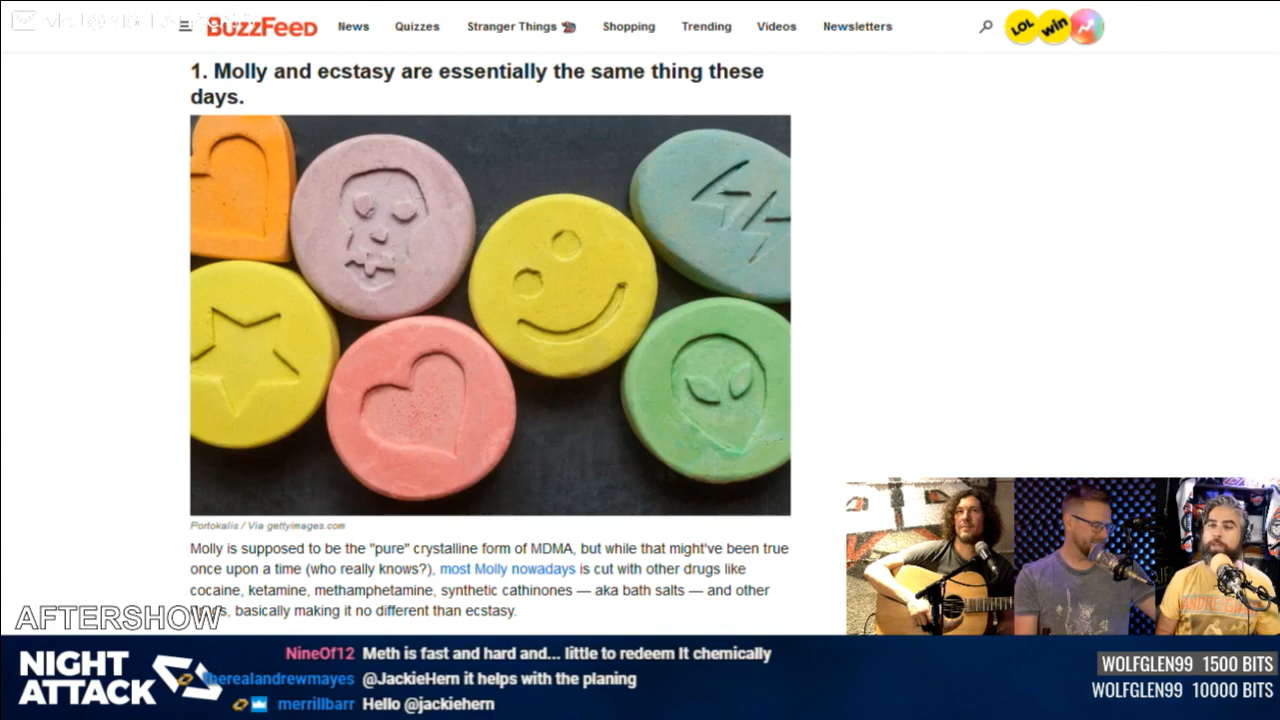 BuzzFeed
News Quizzes Stranger Things Shopping Trending Videos Newsletters
LOL win
1. Molly and ecstasy are essentially the same thing these
days.
Portokalis / Via gettyimages.com
Molly is supposed to be the "pure" crystalline form of MDMA, but while that might've been true
once upon a time (who really knows?), most Molly nowadays is cut with other drugs like
cocaine, ketamine, methamphetamine, synthetic cathinones — aka bath salts — and other
basically making it no different than ecstasy.
AFTERSHOW
NIGHT
ATTACK
NineOf12 Meth is fast and hard and... little to redeem It chemically
therealandrewmayes @JackieHern it helps with the planing
merrillbarr Hello @jackiehern
WOLFGLEN99 1500 BITS
WOLFGLEN99 10000 BITS